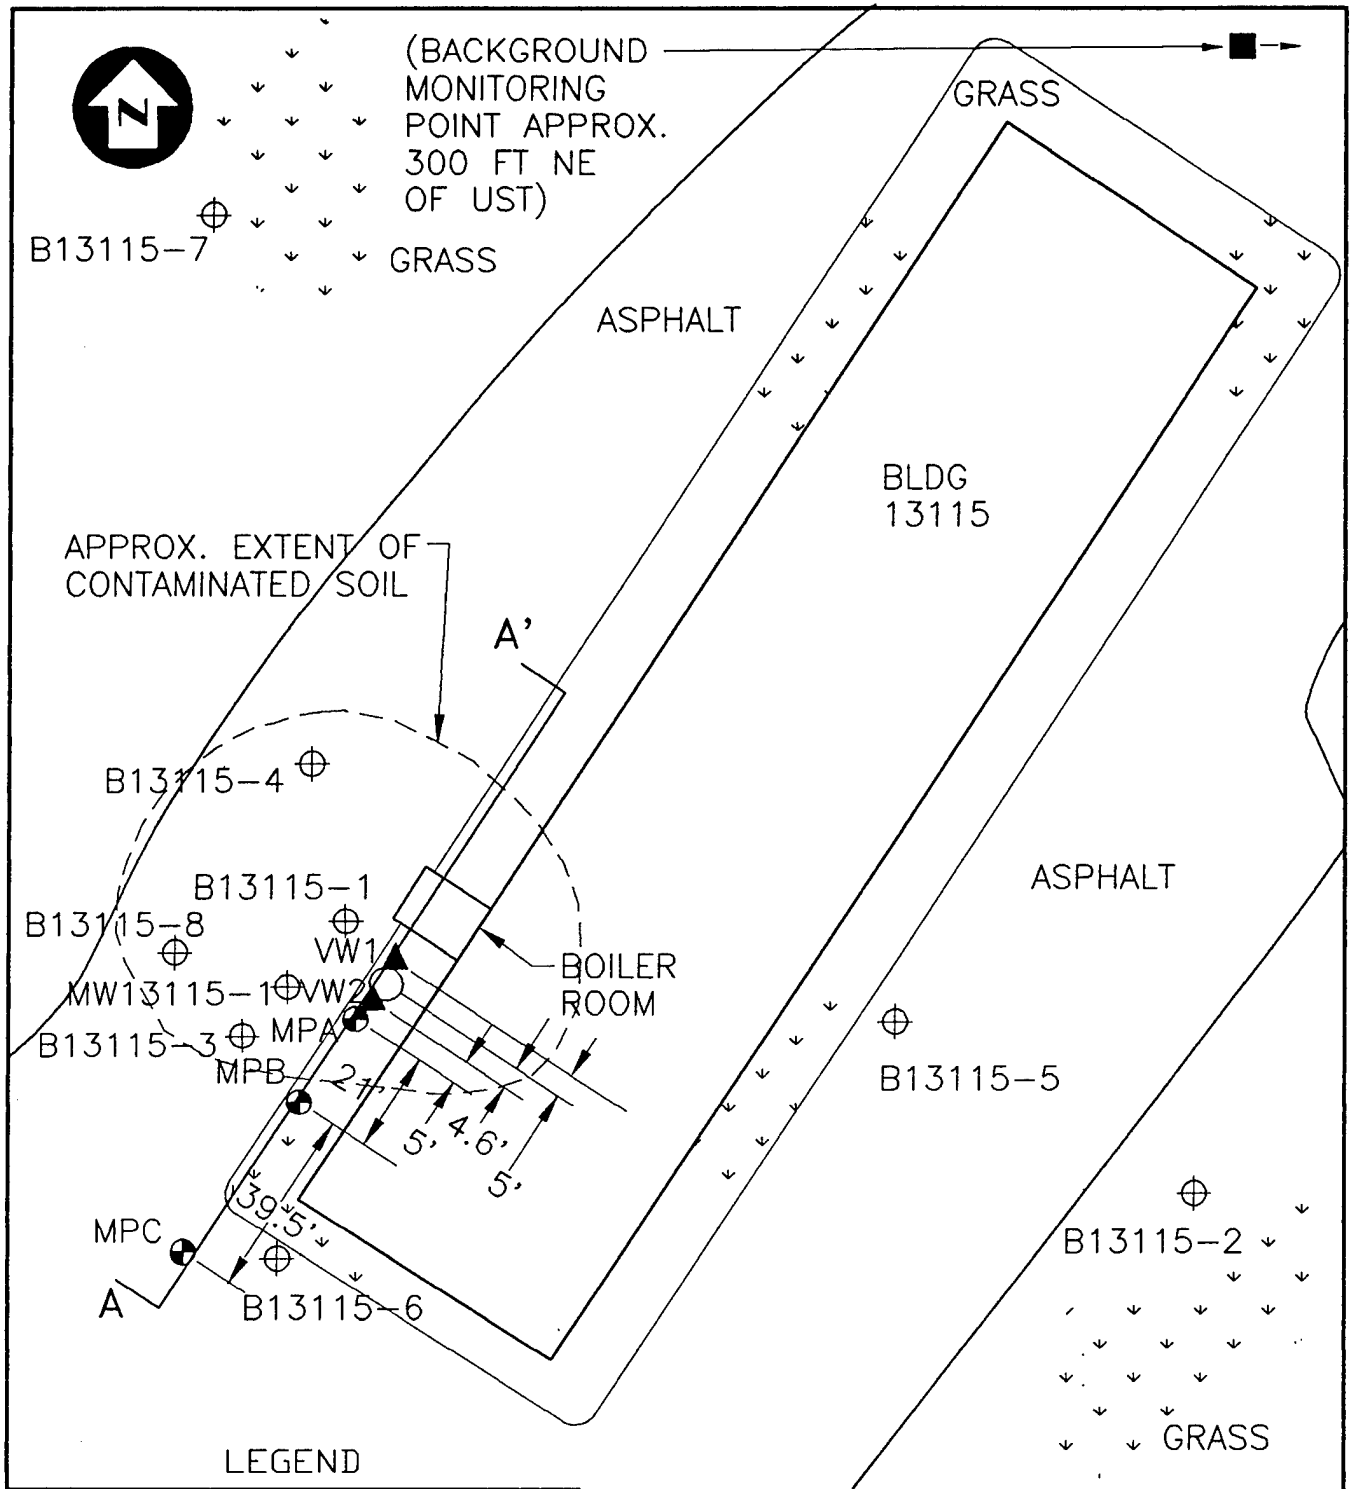 (BACKGROUND
MONITORING
POINT APPROX.
300 FT NE
OF UST)
N
GRASS
B13115-7
GRASS
ASPHALT
BLDG
13115
APPROX. EXTENT OF
CONTAMINATED SOIL
A'
B13115-4
ASPHALT
B13115-1
B13115-8
VW1
BOILER
ROOM
MW13115-1
VW2
MPA
B13115-3
MPB
B13115-5
5'
4.6'
5'
39.5'
MPC
B13115-2
A
B13115-6
GRASS
LEGEND